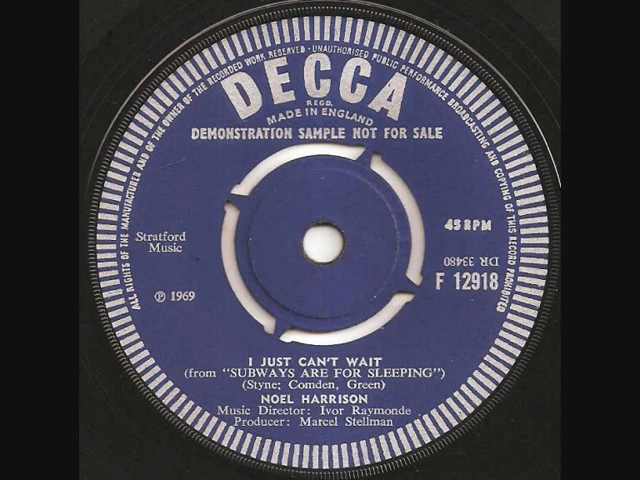 ALL RIGHTS OF THE MANUFACTURER AND OF THE OWNER OF THE RECORDED WORK RESERVED · UNAUTHORISED PUBLIC PERFORMANCE BROADCASTING AND COPYING OF THIS RECORD PROHIBITED
DECCA
REGD.
MADE IN ENGLAND
DEMONSTRATION SAMPLE NOT FOR SALE
Stratford
Music
45 RPM
DR 33480
F 12918
℗ 1969
I JUST CAN'T WAIT
(from "SUBWAYS ARE FOR SLEEPING")
(Styne; Comden, Green)
NOEL HARRISON
Music Director: Ivor Raymonde
Producer: Marcel Stellman